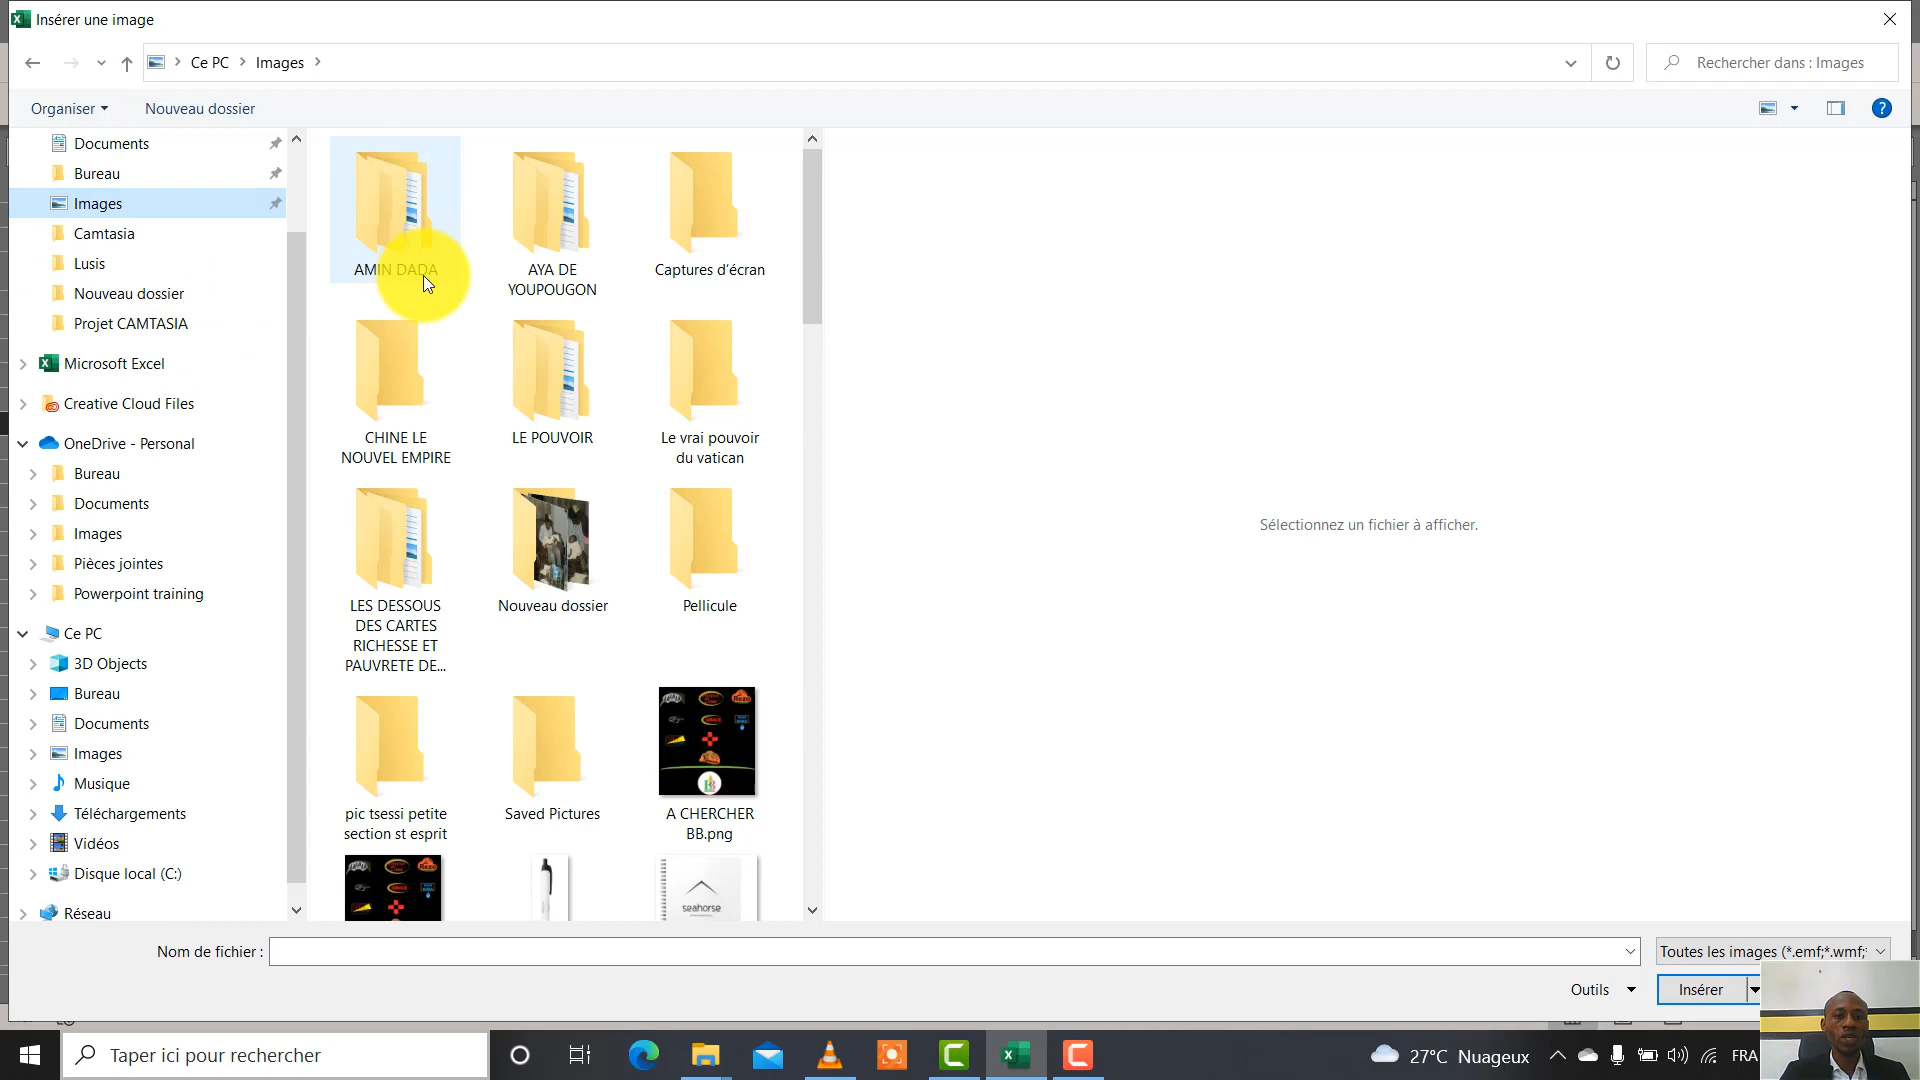 Insérer une image
Ce PC
Images
Rechercher dans : Images
Organiser
Nouveau dossier
Documents
Bureau
Images
Camtasia
Lusis
Nouveau dossier
Projet CAMTASIA
Microsoft Excel
Creative Cloud Files
OneDrive - Personal
Bureau
Documents
Images
Pièces jointes
Powerpoint training
Ce PC
3D Objects
Bureau
Documents
Images
Musique
Téléchargements
Vidéos
Disque local (C:)
Réseau
AMIN DADA
AYA DE
YOUPOUGON
Captures d'écran
CHINE LE
NOUVEL EMPIRE
LE POUVOIR
Le vrai pouvoir
du vatican
LES DESSOUS
DES CARTES
RICHESSE ET
PAUVRETE DE...
Nouveau dossier
Pellicule
pic tsessi petite
section st esprit
Saved Pictures
A CHERCHER
BB.png
seahorse
Sélectionnez un fichier à afficher.
Nom de fichier :
Toutes les images (*.emf;*.wmf;
Outils
Insérer
Taper ici pour rechercher
27°C Nuageux
FRA